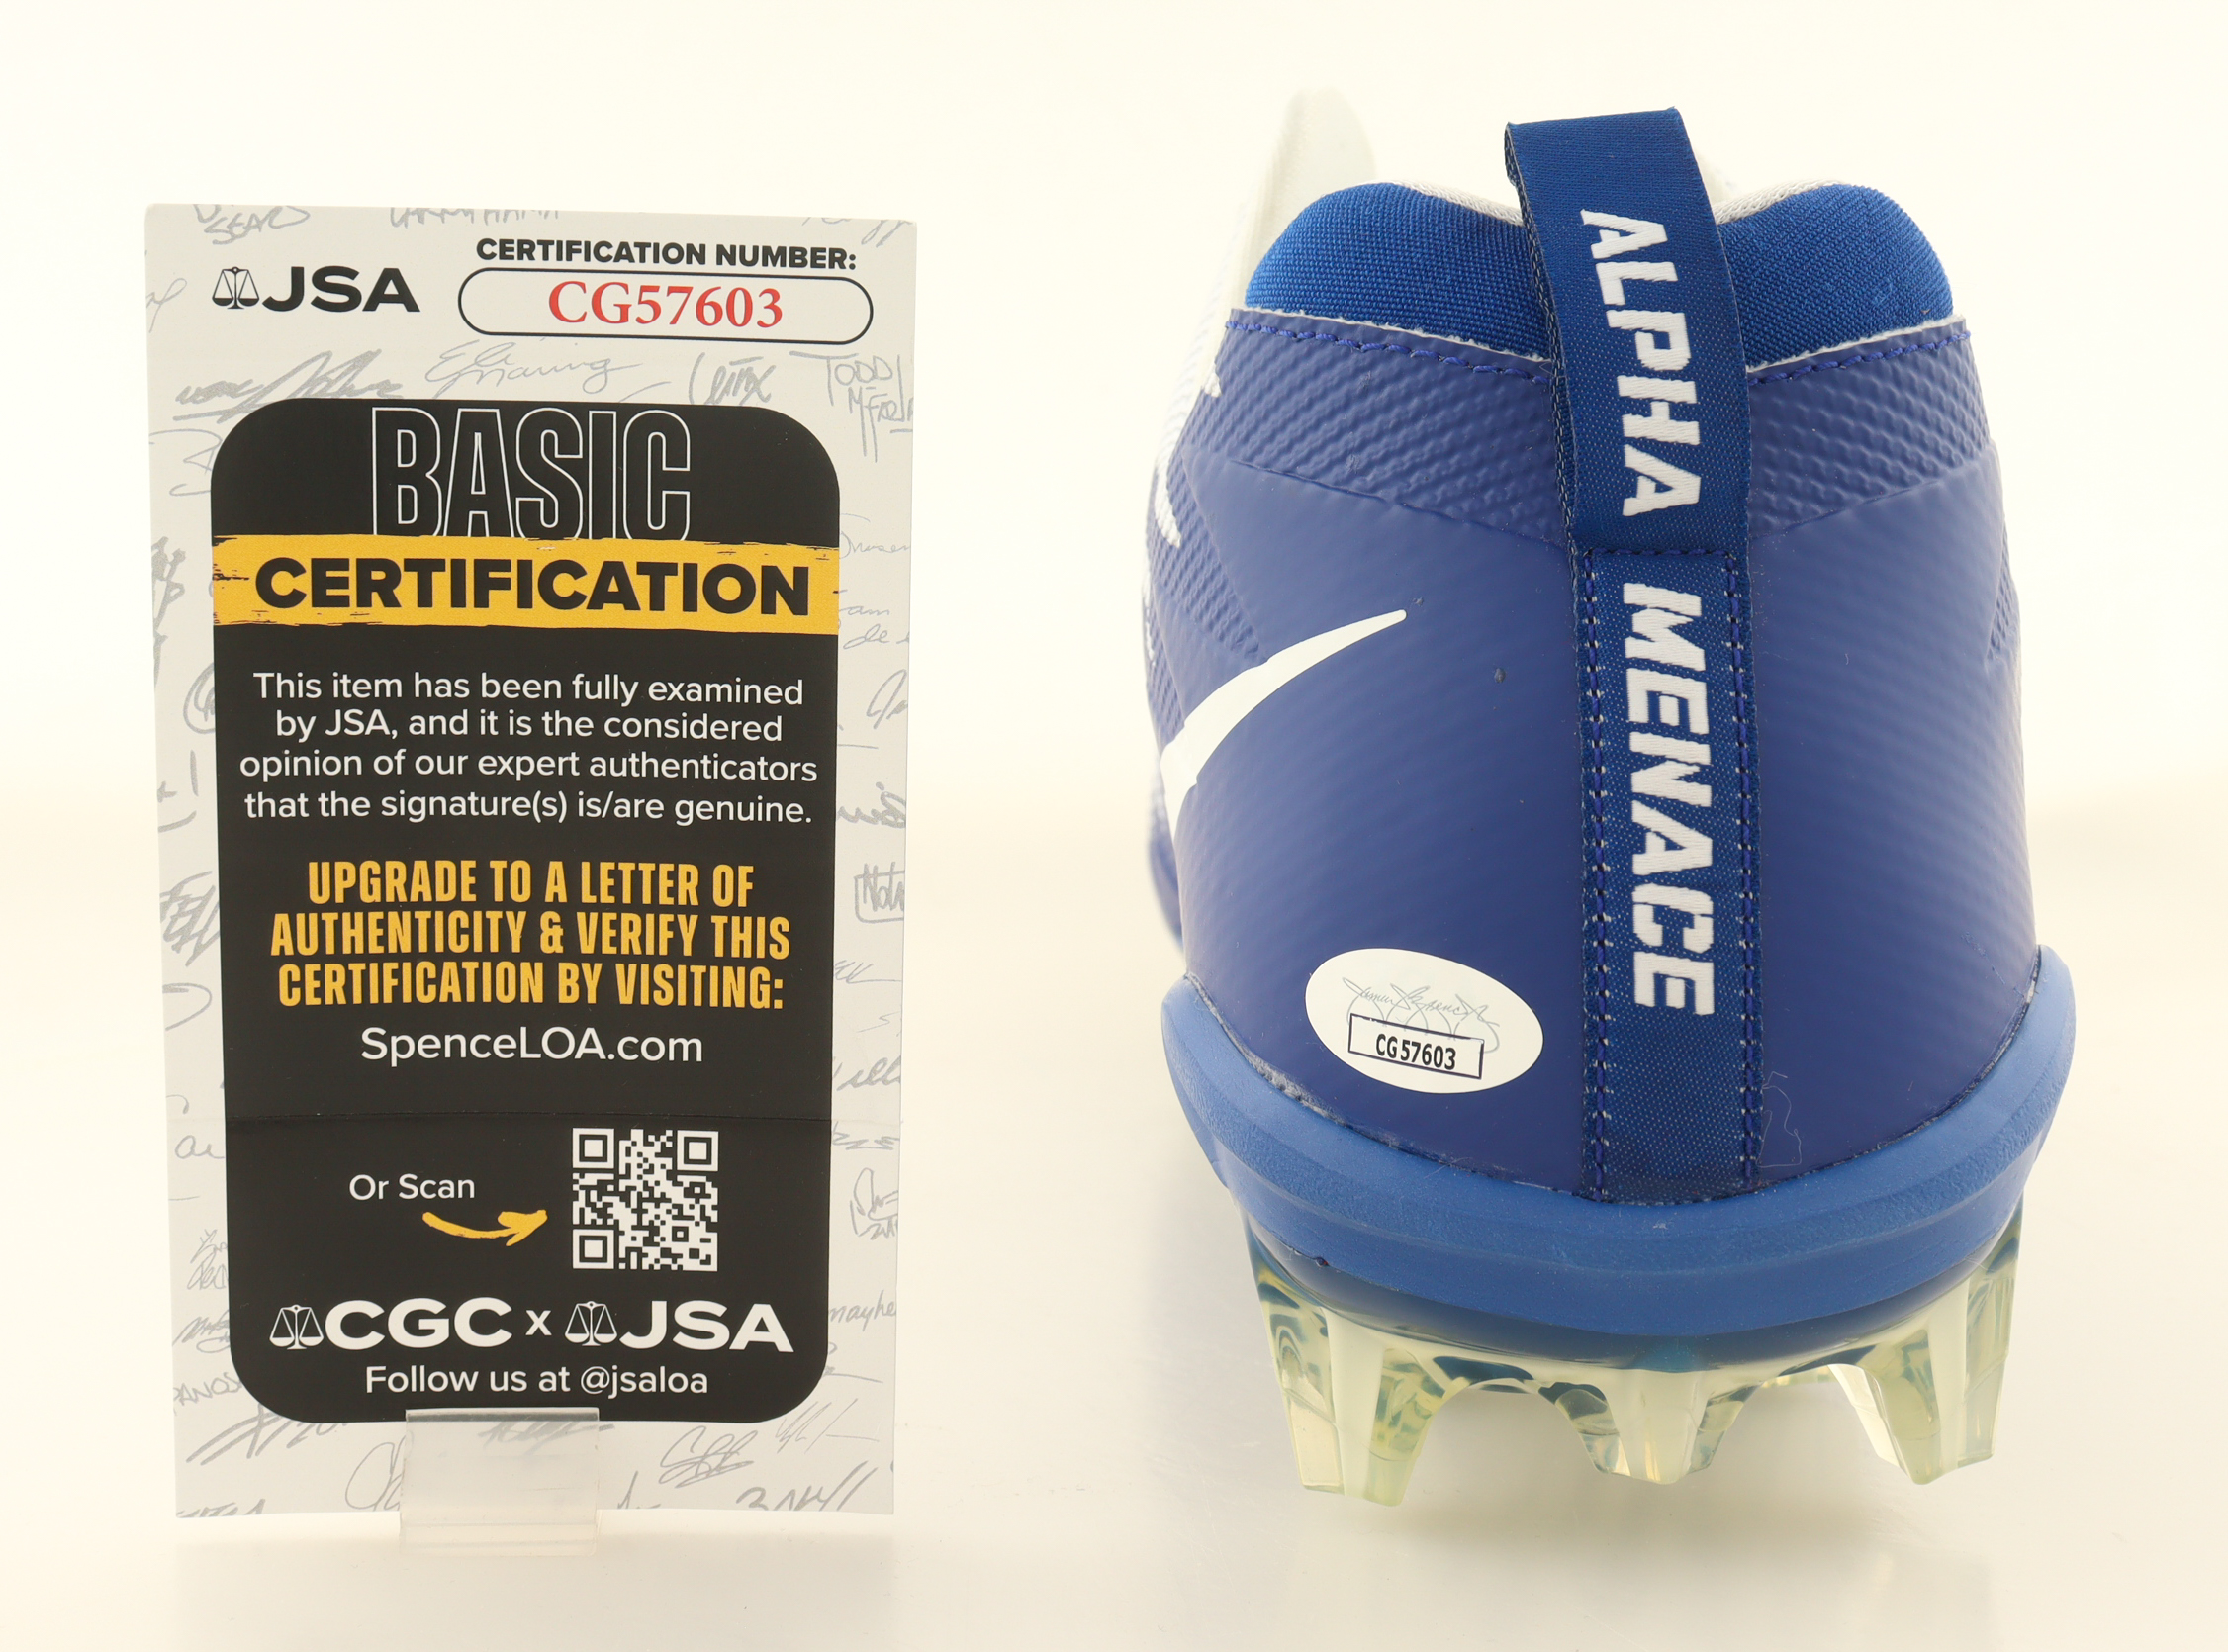 JSA
CERTIFICATION NUMBER:
CG57603
BASIC
CERTIFICATION
This item has been fully examined
by JSA, and it is the considered
opinion of our expert authenticators
that the signature(s) is/are genuine.
UPGRADE TO A LETTER OF
AUTHENTICITY & VERIFY THIS
CERTIFICATION BY VISITING:
SpenceLOA.com
Or Scan
CGC x JSA
Follow us at @jsaloa
ALPHA MENACE
CG57603